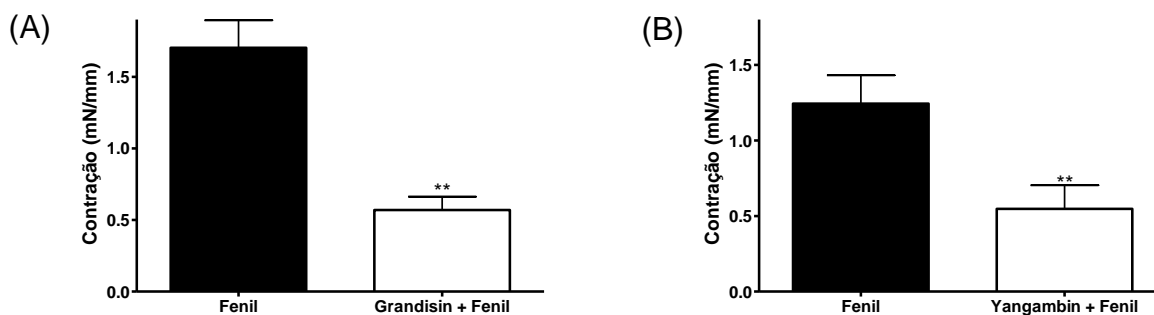 (A)
Contração (mN/mm)
1.5
1.0
0.5
0.0
**
Fenil
Grandisin + Fenil
(B)
Contração (mN/mm)
1.5
1.0
0.5
0.0
**
Fenil
Yangambin + Fenil